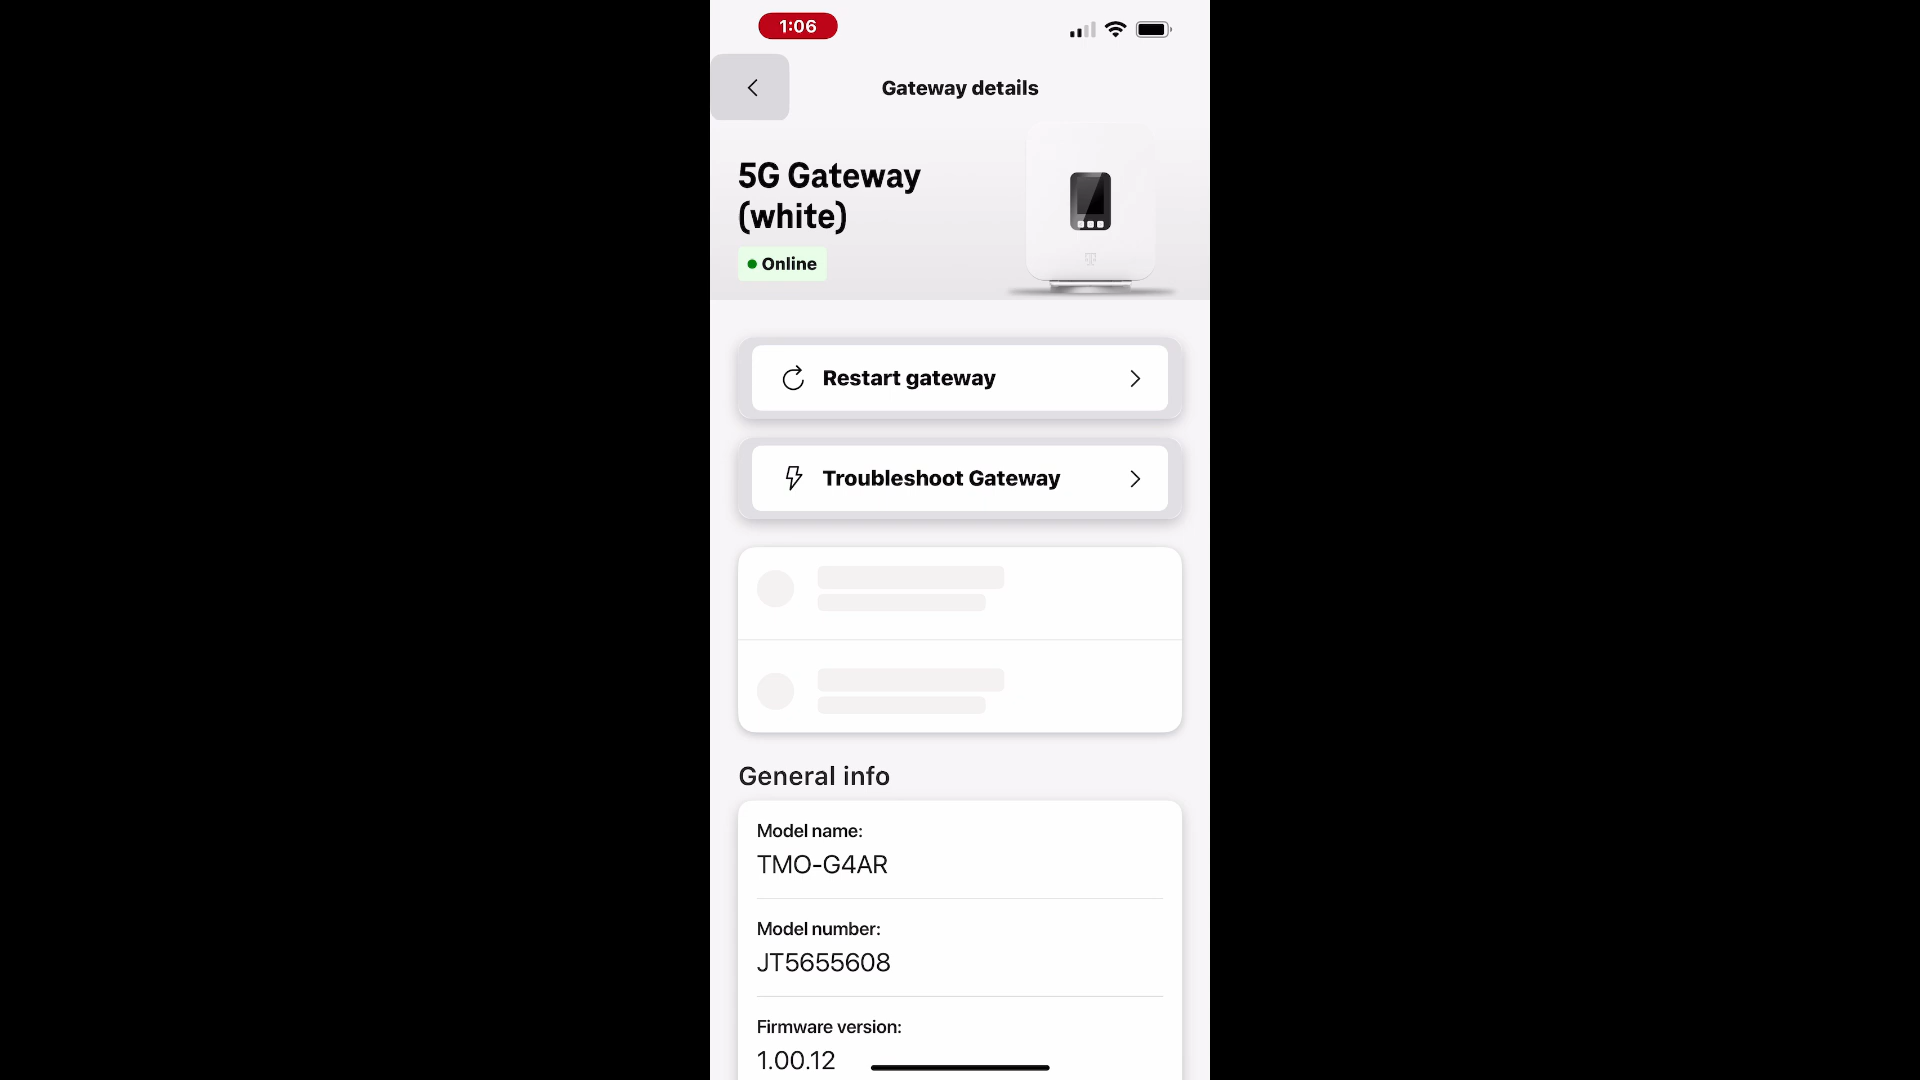 1:06
Gateway details
5G Gateway
(white)
Online
Restart gateway
Troubleshoot Gateway
General info
Model name:
TMO-G4AR
Model number:
JT5655608
Firmware version:
1.00.12